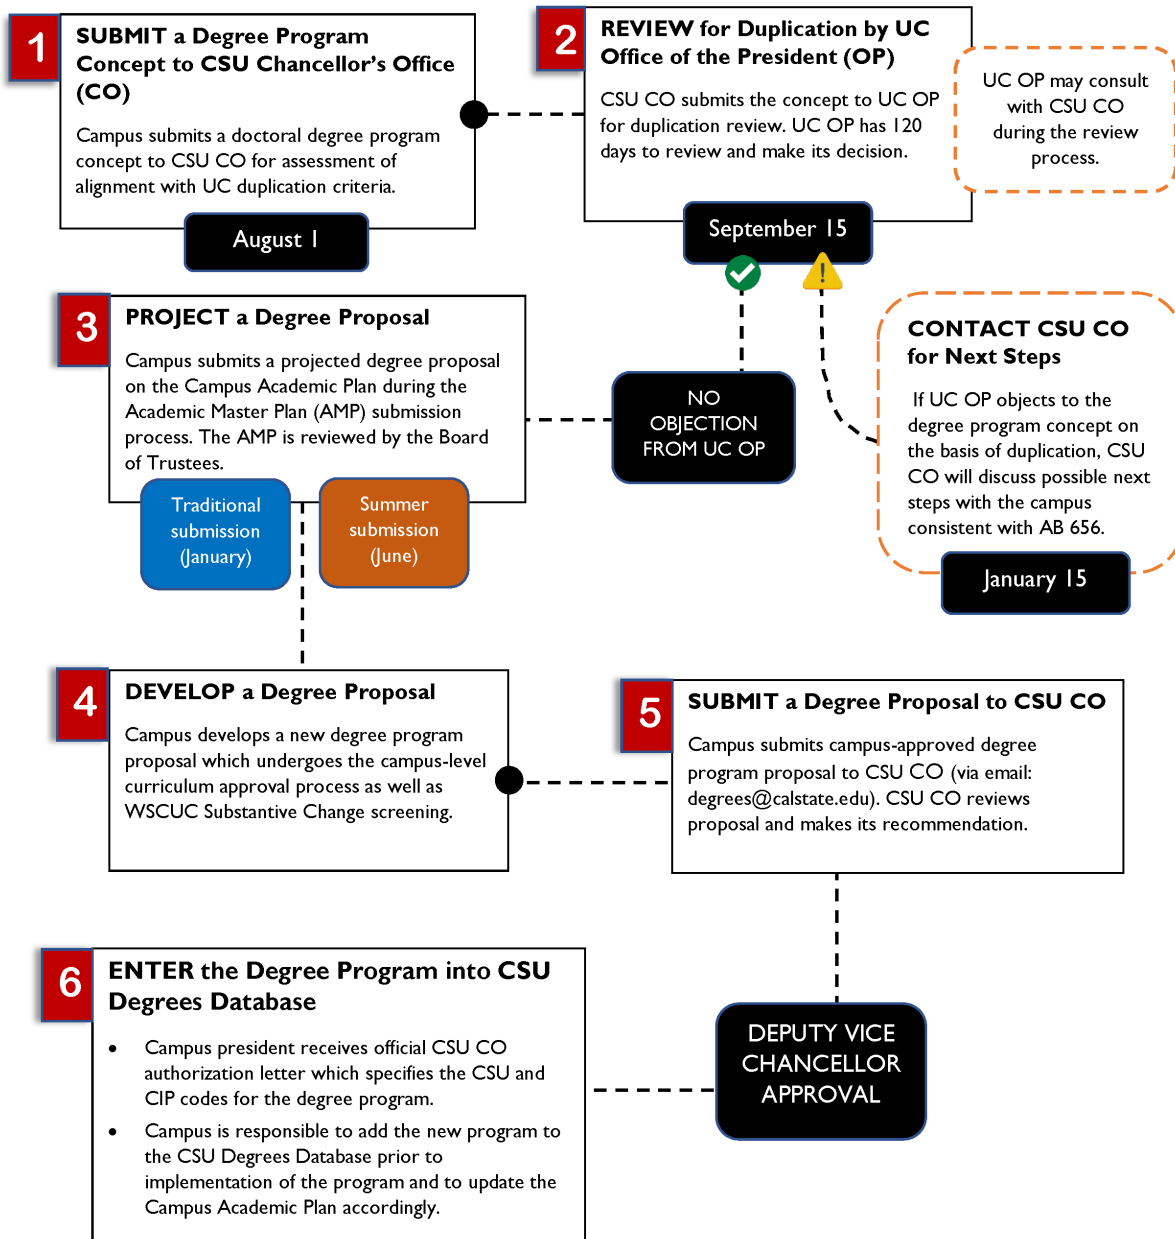 1
SUBMIT a Degree Program
Concept to CSU Chancellor's Office
(CO)
Campus submits a doctoral degree program
concept to CSU CO for assessment of
alignment with UC duplication criteria.
August 1
2
REVIEW for Duplication by UC
Office of the President (OP)
CSU CO submits the concept to UC OP
for duplication review. UC OP has 120
days to review and make its decision.
September 15
UC OP may consult
with CSU CO
during the review
process.
3
PROJECT a Degree Proposal
Campus submits a projected degree proposal
on the Campus Academic Plan during the
Academic Master Plan (AMP) submission
process. The AMP is reviewed by the Board
of Trustees.
Traditional
submission
(January)
Summer
submission
(June)
NO
OBJECTION
FROM UC OP
CONTACT CSU CO
for Next Steps
If UC OP objects to the
degree program concept on
the basis of duplication, CSU
CO will discuss possible next
steps with the campus
consistent with AB 656.
January 15
4
DEVELOP a Degree Proposal
Campus develops a new degree program
proposal which undergoes the campus-level
curriculum approval process as well as
WSCUC Substantive Change screening.
5
SUBMIT a Degree Proposal to CSU CO
Campus submits campus-approved degree
program proposal to CSU CO (via email:
degrees@calstate.edu). CSU CO reviews
proposal and makes its recommendation.
DEPUTY VICE
CHANCELLOR
APPROVAL
6
ENTER the Degree Program into CSU
Degrees Database
• Campus president receives official CSU CO
authorization letter which specifies the CSU and
CIP codes for the degree program.
• Campus is responsible to add the new program to
the CSU Degrees Database prior to
implementation of the program and to update the
Campus Academic Plan accordingly.